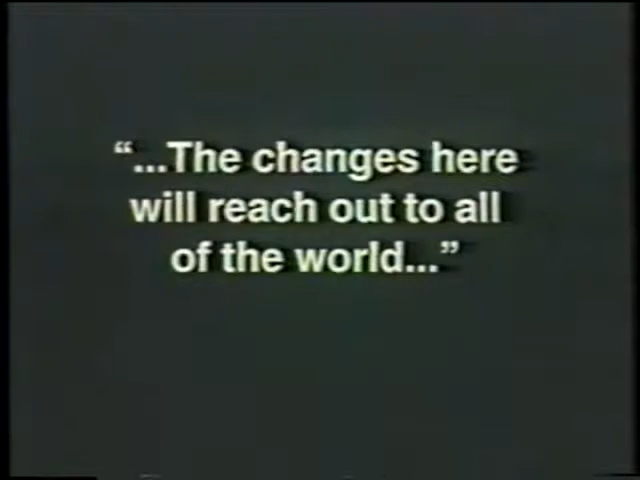 “...The changes here
will reach out to all
of the world...”